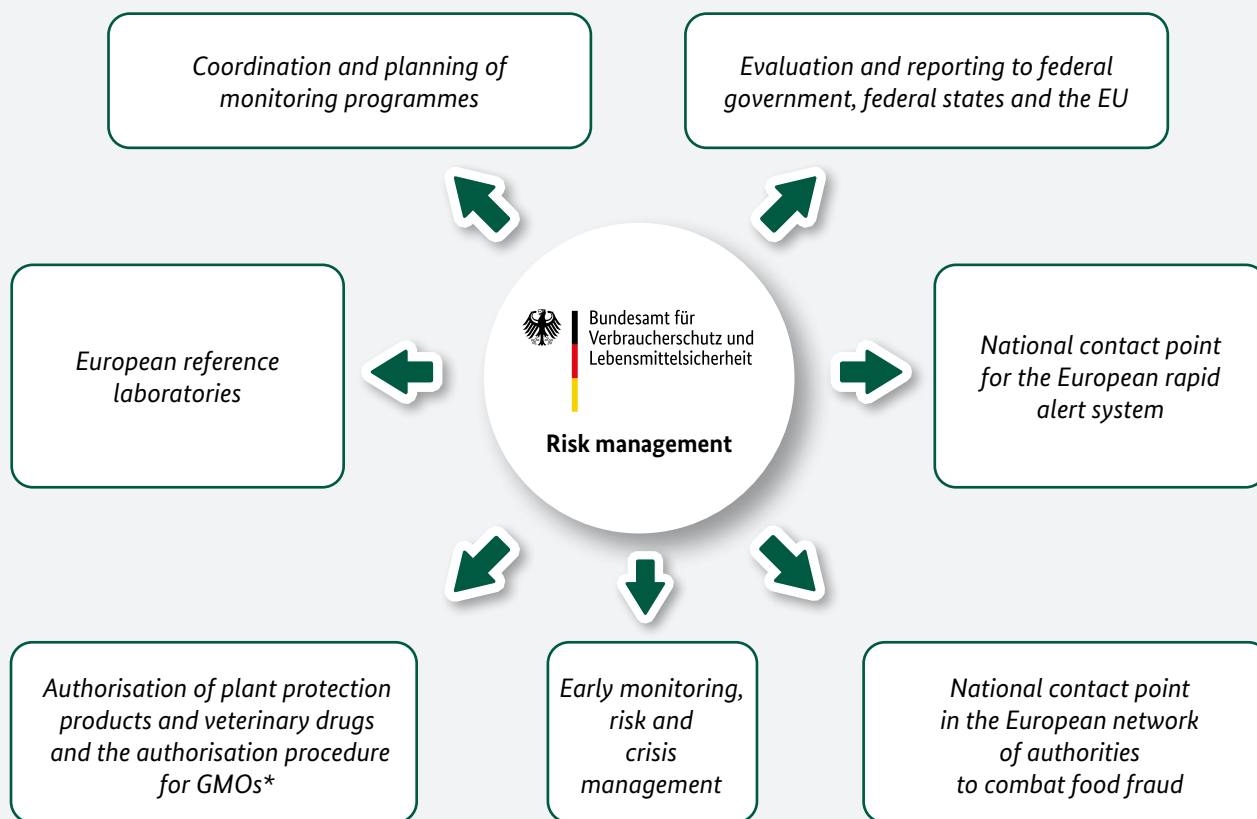 Coordination and planning of
monitoring programmes
Evaluation and reporting to federal
government, federal states and the EU
European reference
laboratories
Bundesamt für
Verbraucherschutz und
Lebensmittelsicherheit
Risk management
National contact point
for the European rapid
alert system
Authorisation of plant protection
products and veterinary drugs
and the authorisation procedure
for GMOs*
Early monitoring,
risk and
crisis
management
National contact point
in the European network
of authorities
to combat food fraud